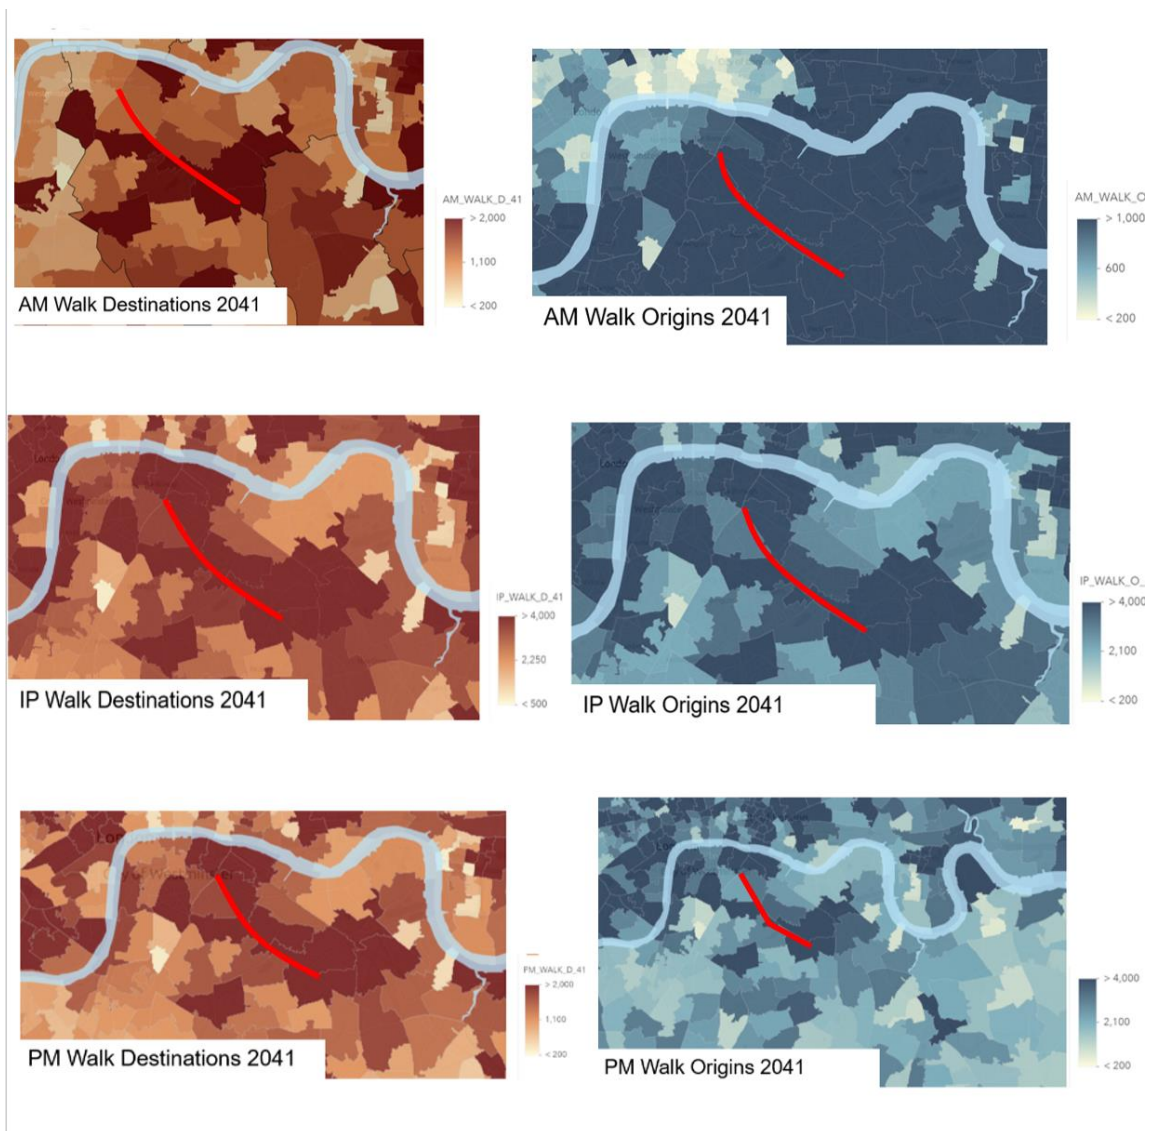 AM_WALK_D_41
> 2,000
1,100
< 200
AM Walk Destinations 2041
AM_WALK_O
> 1,000
600
< 200
AM Walk Origins 2041
IP_WALK_D_41
> 4,000
2,250
< 500
IP Walk Destinations 2041
IP_WALK_O_
> 4,000
2,100
< 200
IP Walk Origins 2041
City of Westminster
PM_WALK_D_41
> 2,000
1,100
< 200
PM Walk Destinations 2041
> 4,000
2,100
< 200
PM Walk Origins 2041